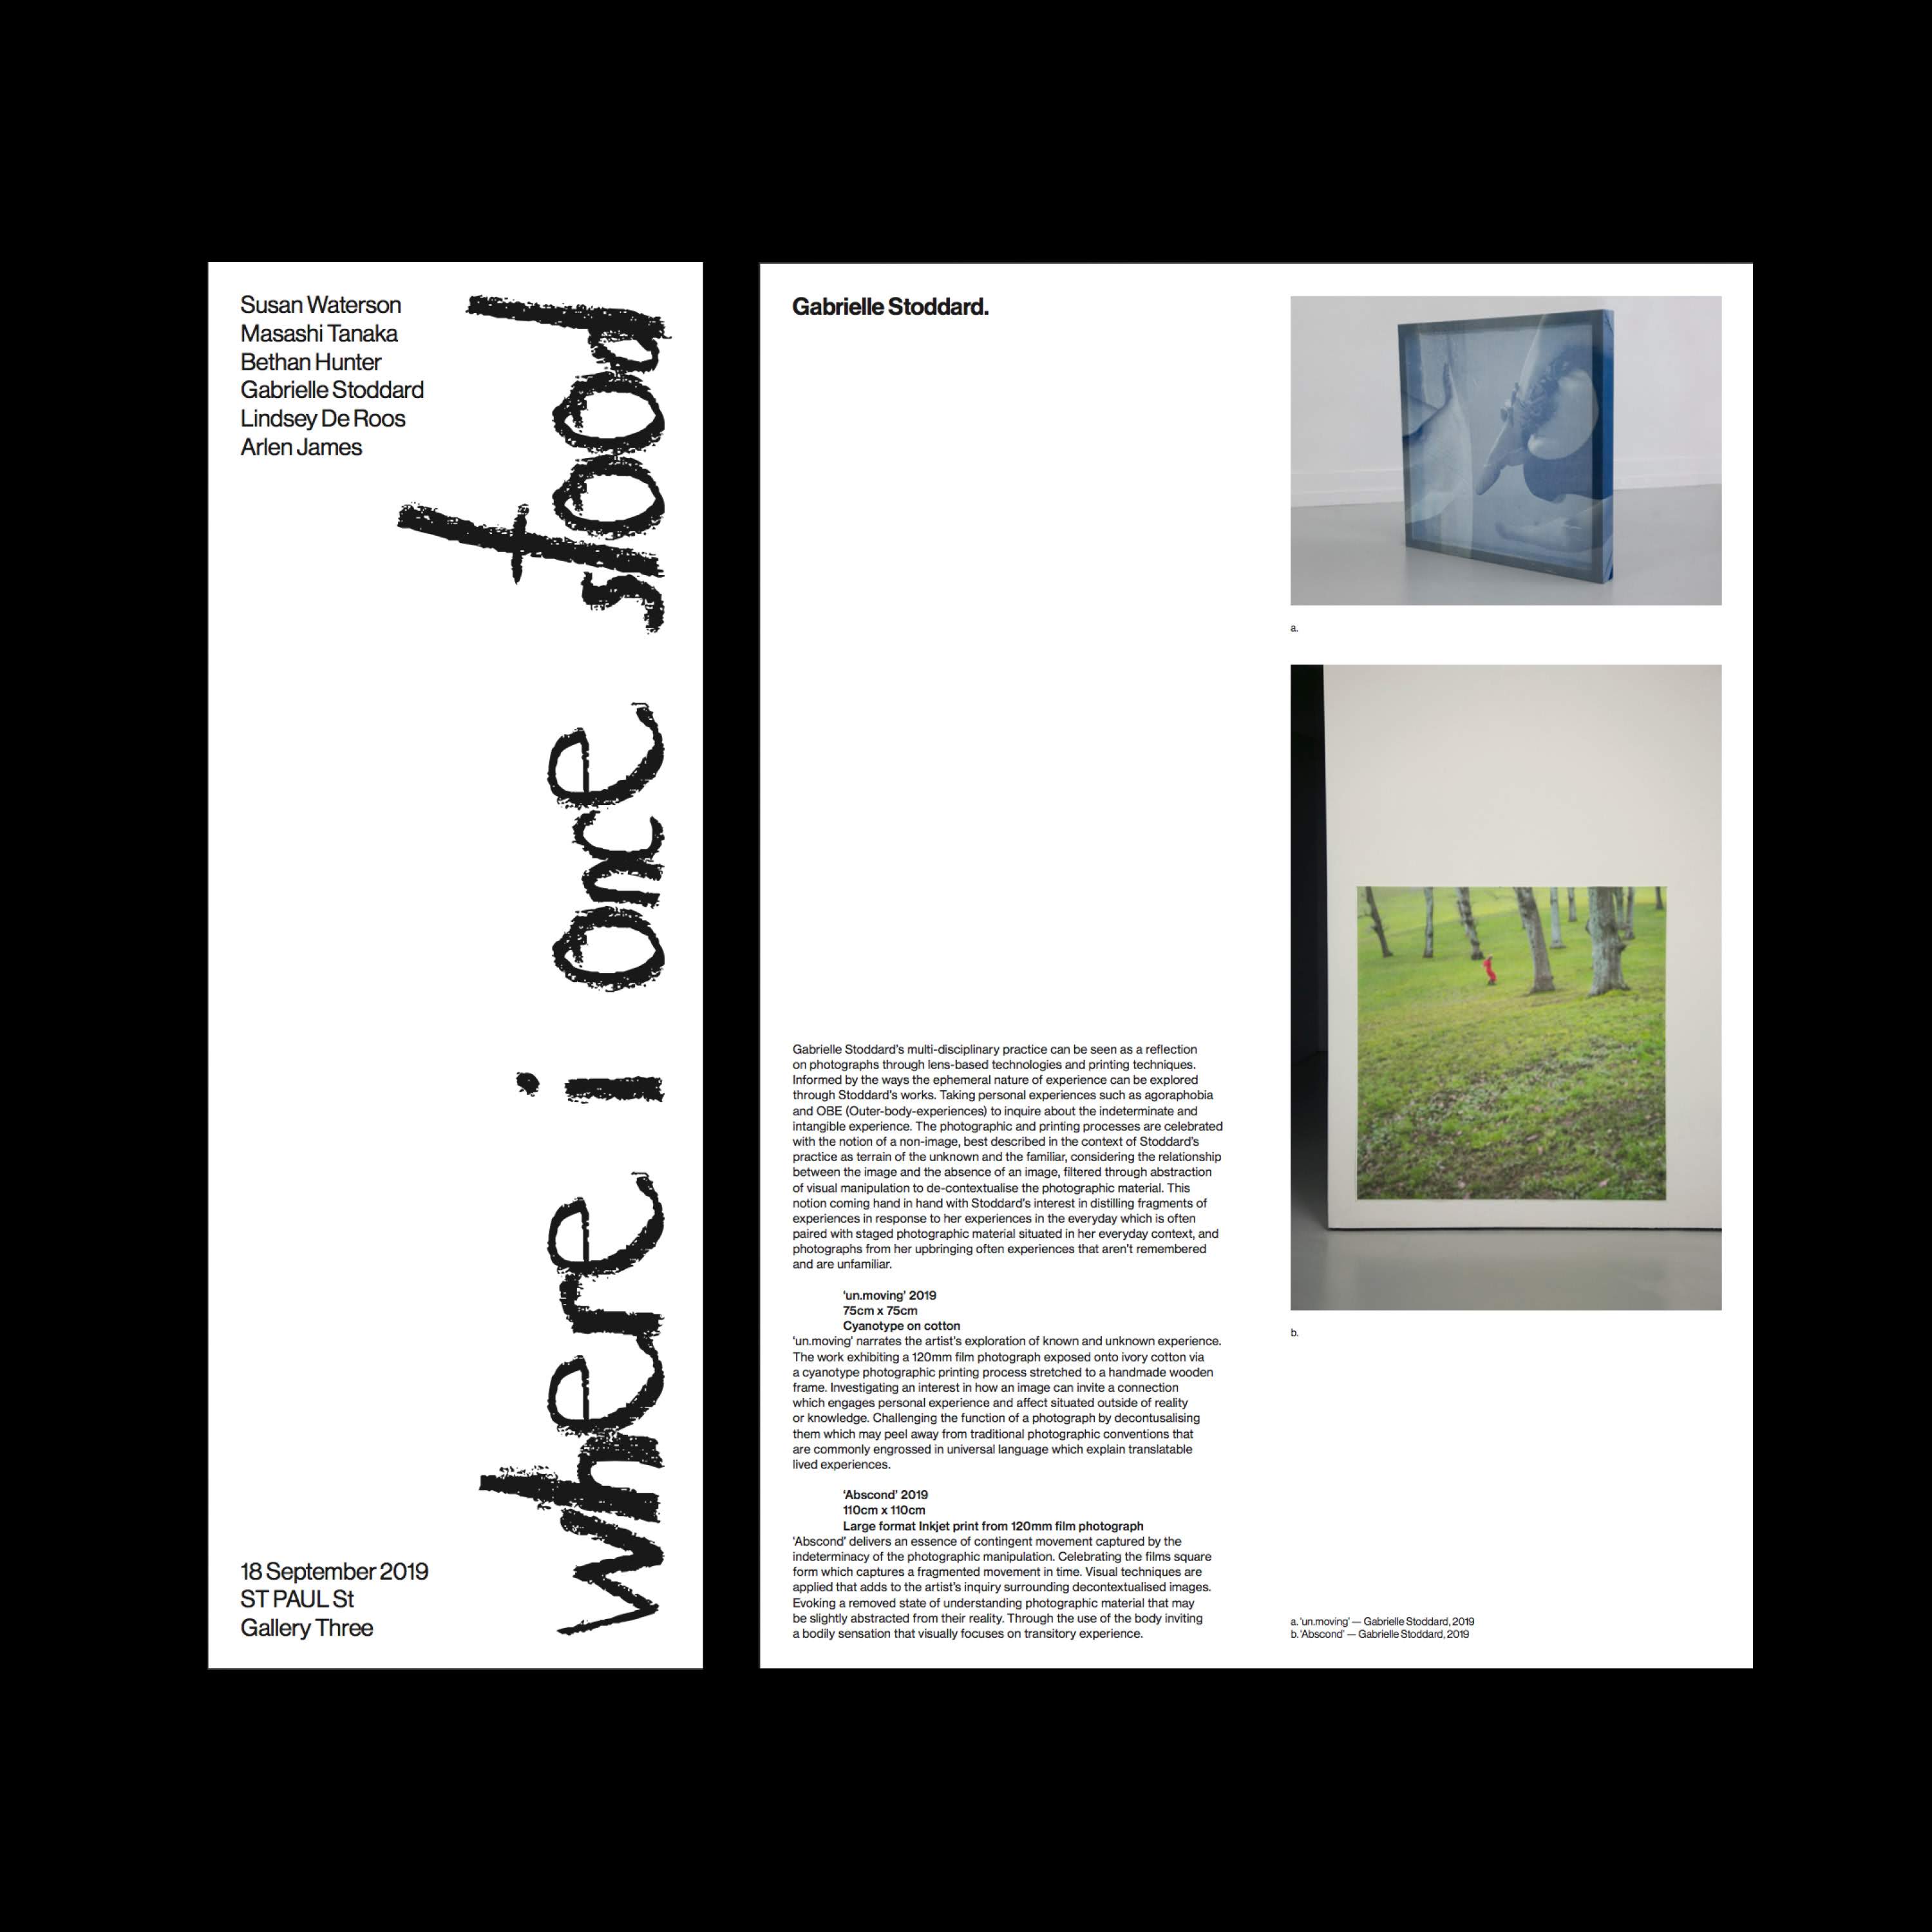 Susan Waterson
Masashi Tanaka
Bethan Hunter
Gabrielle Stoddard
Lindsey De Roos
Arlen James
where i once stood
18 September 2019
ST PAUL St
Gallery Three
Gabrielle Stoddard.
Gabrielle Stoddard's multi-disciplinary practice can be seen as a reflection
on photographs through lens-based technologies and printing techniques.
Informed by the ways the ephemeral nature of experience can be explored
through Stoddard's works. Taking personal experiences such as agoraphobia
and OBE (Outer-body-experiences) to inquire about the indeterminate and
intangible experience. The photographic and printing processes are celebrated
with the notion of a non-image, best described in the context of Stoddard's
practice as terrain of the unknown and the familiar, considering the relationship
between the image and the absence of an image, filtered through abstraction
of visual manipulation to de-contextualise the photographic material. This
notion coming hand in hand with Stoddard's interest in distilling fragments of
experiences in response to her experiences in the everyday which is often
paired with staged photographic material situated in her everyday context, and
photographs from her upbringing often experiences that aren't remembered
and are unfamiliar.
'un.moving' 2019
75cm x 75cm
Cyanotype on cotton
'un.moving' narrates the artist's exploration of known and unknown experience.
The work exhibiting a 120mm film photograph exposed onto ivory cotton via
a cyanotype photographic printing process stretched to a handmade wooden
frame. Investigating an interest in how an image can invite a connection
which engages personal experience and affect situated outside of reality
or knowledge. Challenging the function of a photograph by decontusalising
them which may peel away from traditional photographic conventions that
are commonly engrossed in universal language which explain translatable
lived experiences.
'Abscond' 2019
110cm x 110cm
Large format Inkjet print from 120mm film photograph
'Abscond' delivers an essence of contingent movement captured by the
indeterminacy of the photographic manipulation. Celebrating the films square
form which captures a fragmented movement in time. Visual techniques are
applied that adds to the artist's inquiry surrounding decontextualised images.
Evoking a removed state of understanding photographic material that may
be slightly abstracted from their reality. Through the use of the body inviting
a bodily sensation that visually focuses on transitory experience.
a.
b.
a. 'un.moving' — Gabrielle Stoddard, 2019
b. 'Abscond' — Gabrielle Stoddard, 2019